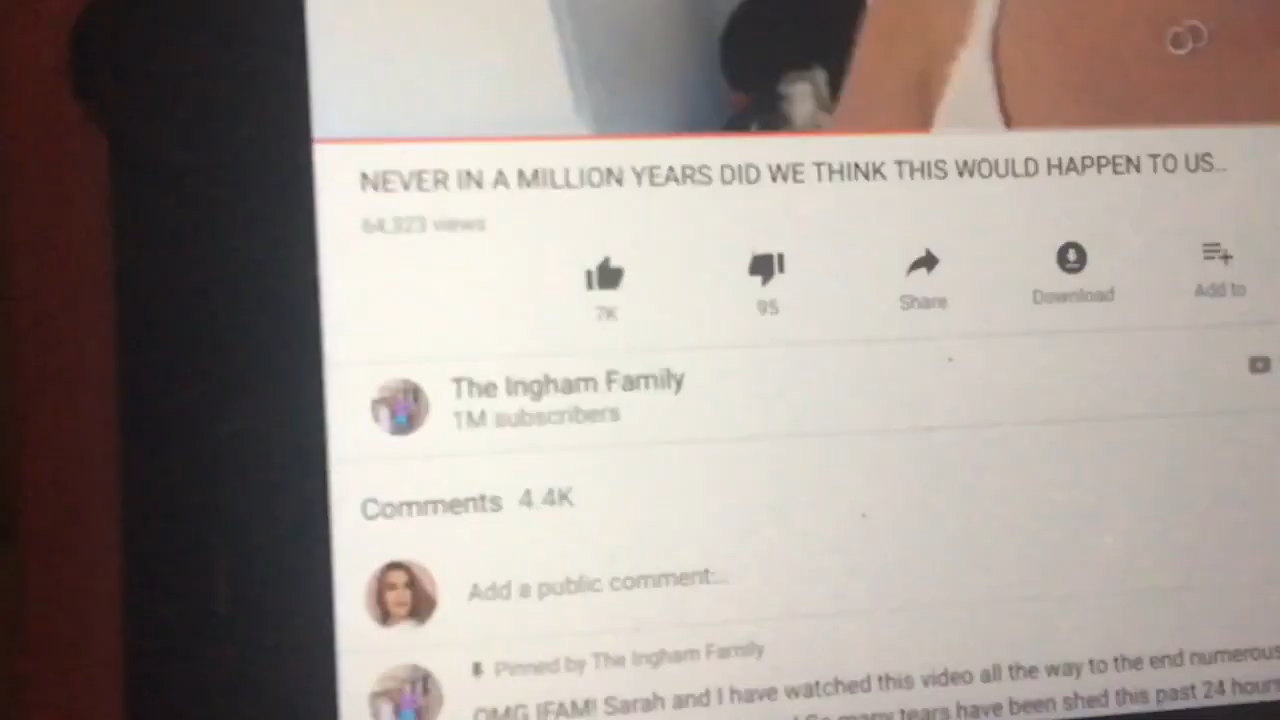 NEVER IN A MILLION YEARS DID WE THINK THIS WOULD HAPPEN TO US..
64,323 views
7K
95
Share
Download
Add to
The Ingham Family
1M subscribers
Comments 4.4K
Add a public comment...
Pinned by The Ingham Family
OMG IFAM! Sarah and I have watched this video all the way to the end numerous
So many tears have been shed this past 24 hours